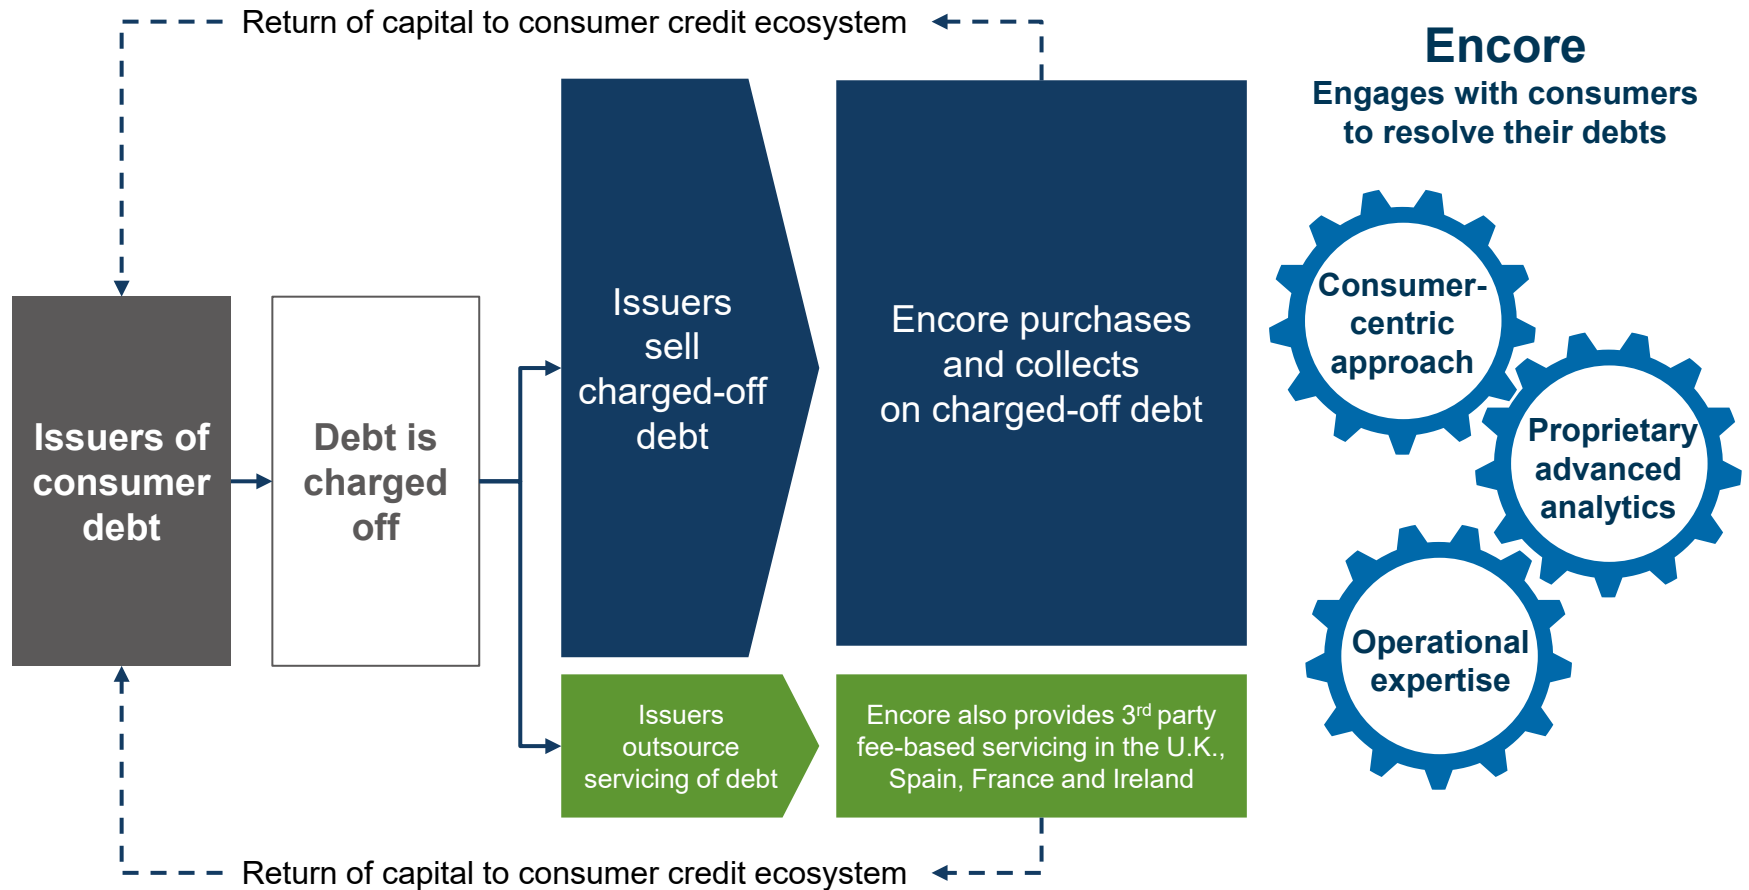 Return of capital to consumer credit ecosystem
Encore
Engages with consumers
to resolve their debts
Issuers of
consumer
debt
Debt is
charged
off
Issuers
sell
charged-off
debt
Encore purchases
and collects
on charged-off debt
Consumer-
centric
approach
Proprietary
advanced
analytics
Operational
expertise
Issuers
outsource
servicing of debt
Encore also provides 3rd party
fee-based servicing in the U.K.,
Spain, France and Ireland
Return of capital to consumer credit ecosystem